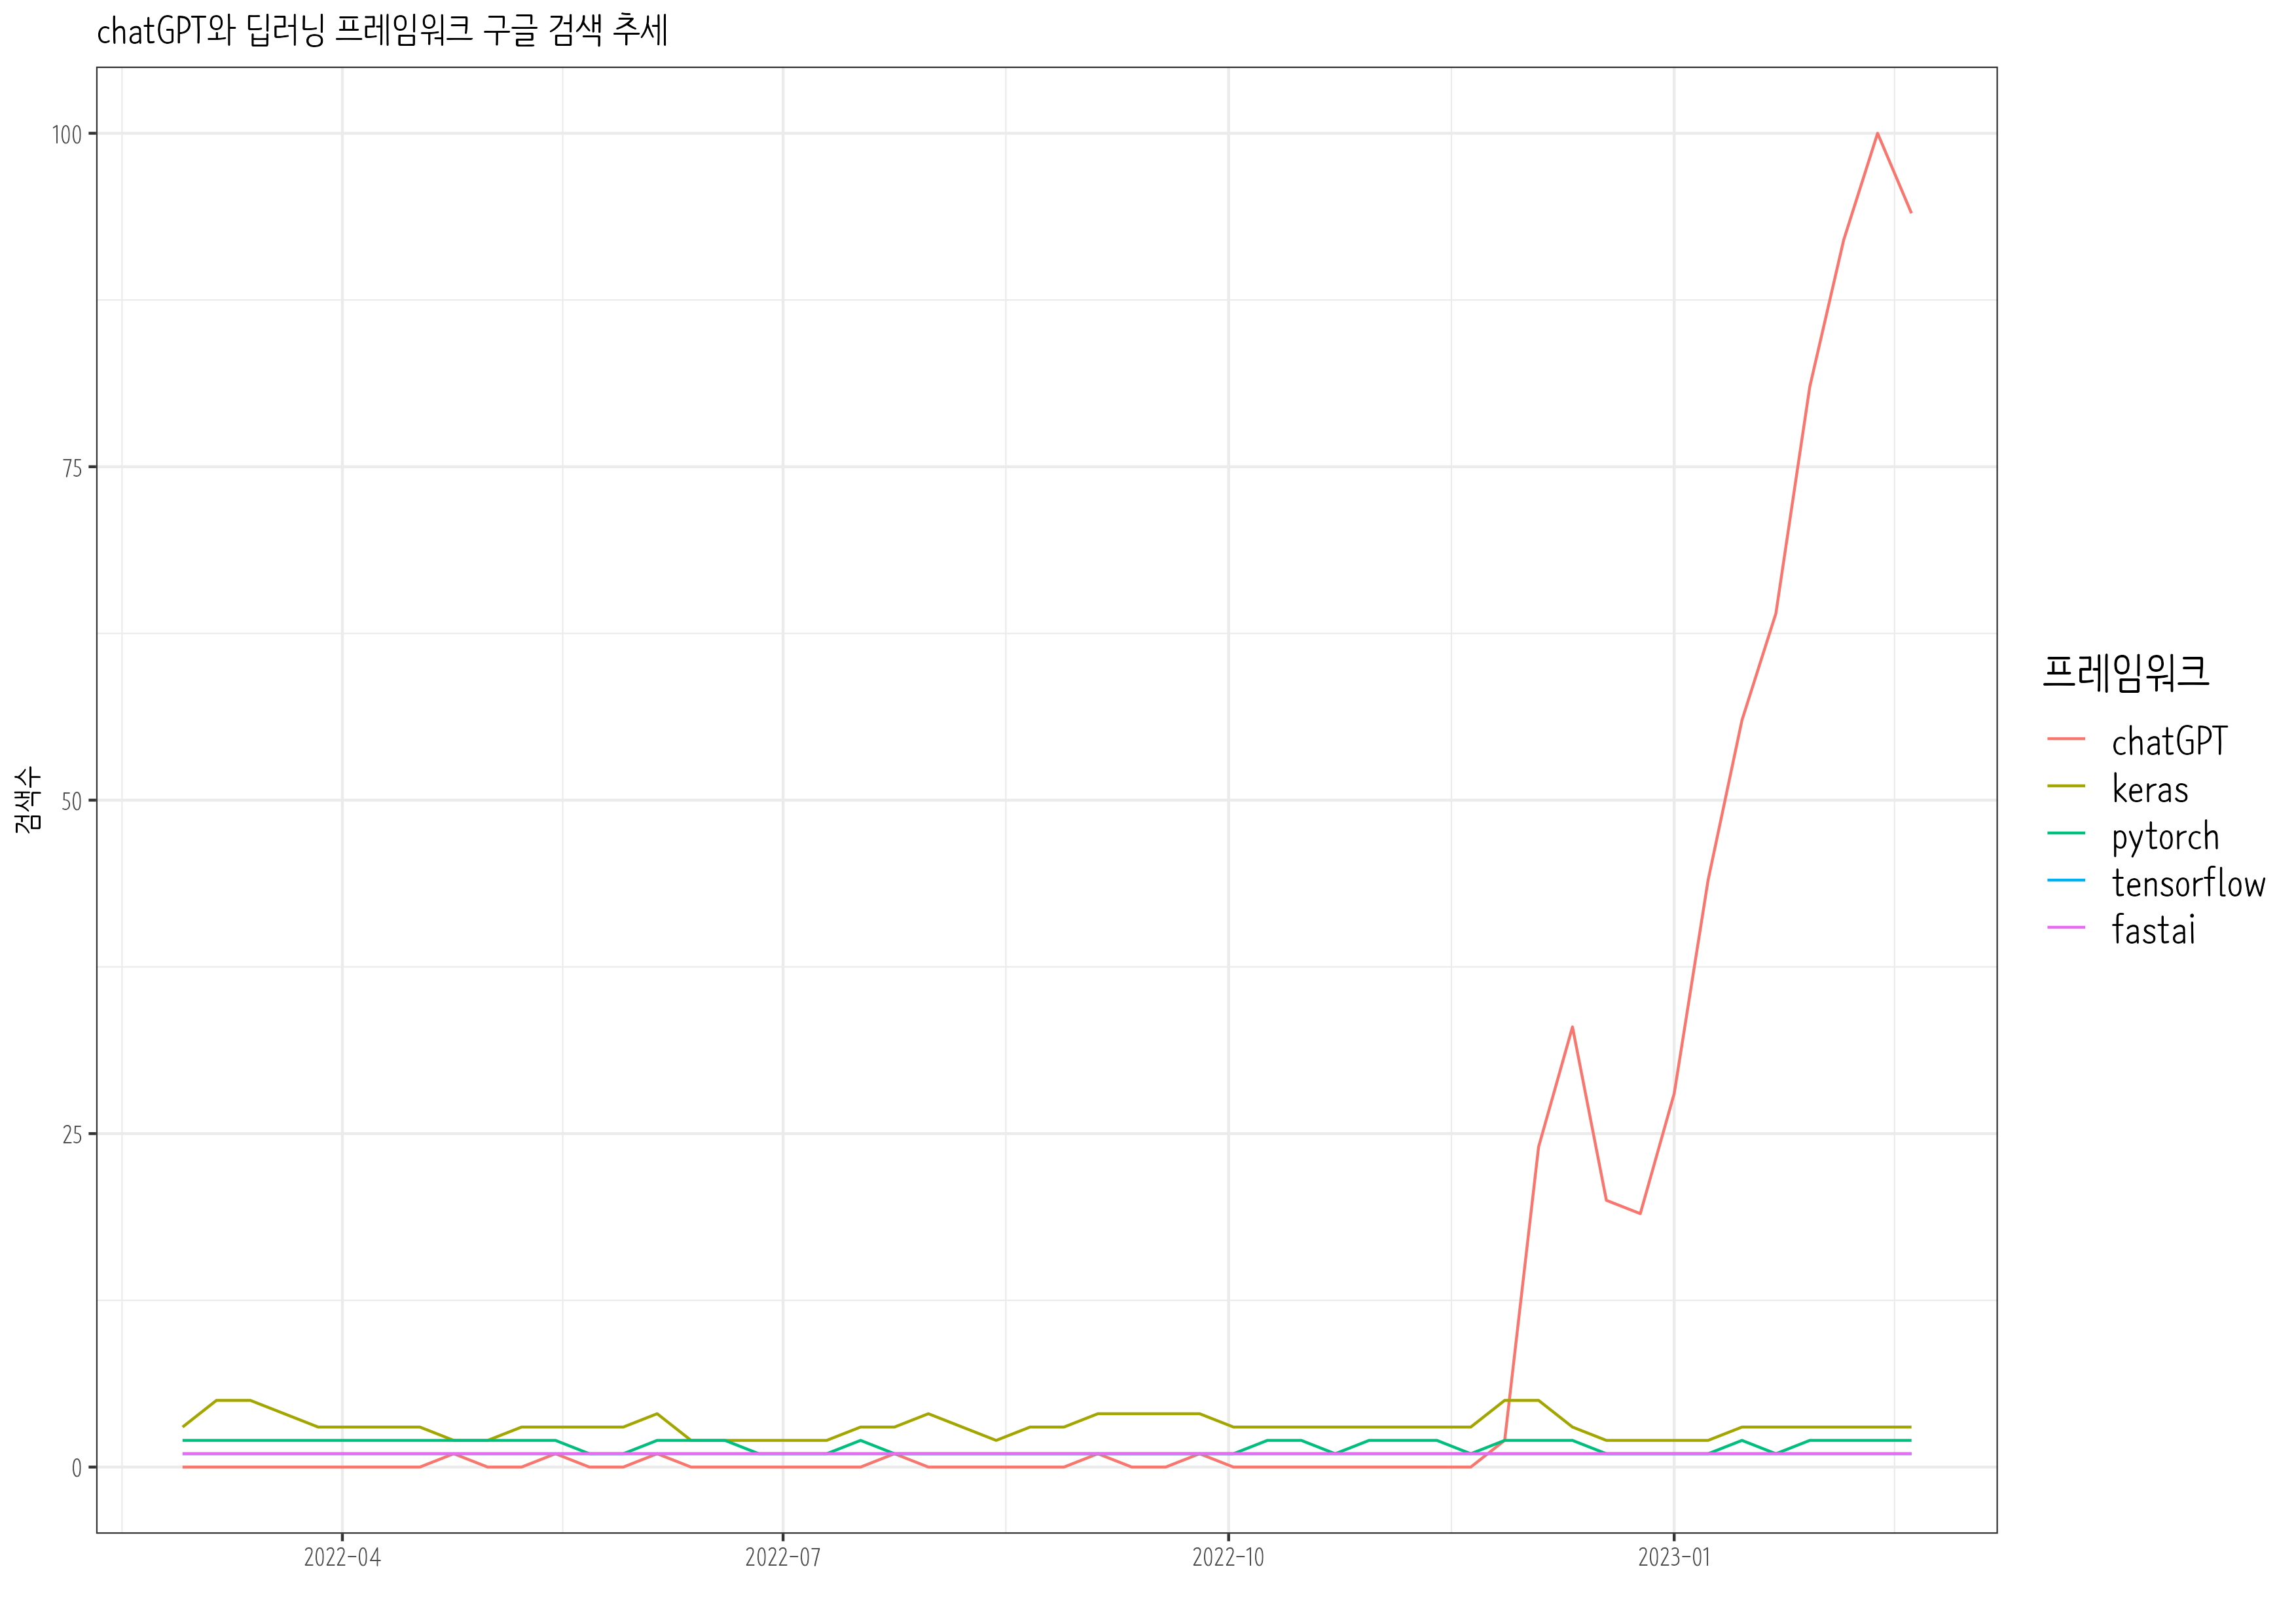 chatGPT와 딥러닝 프레임워크 구글 검색 추세
검색수
100
75
50
25
0
2022-04
2022-07
2022-10
2023-01
프레임워크
chatGPT
keras
pytorch
tensorflow
fastai